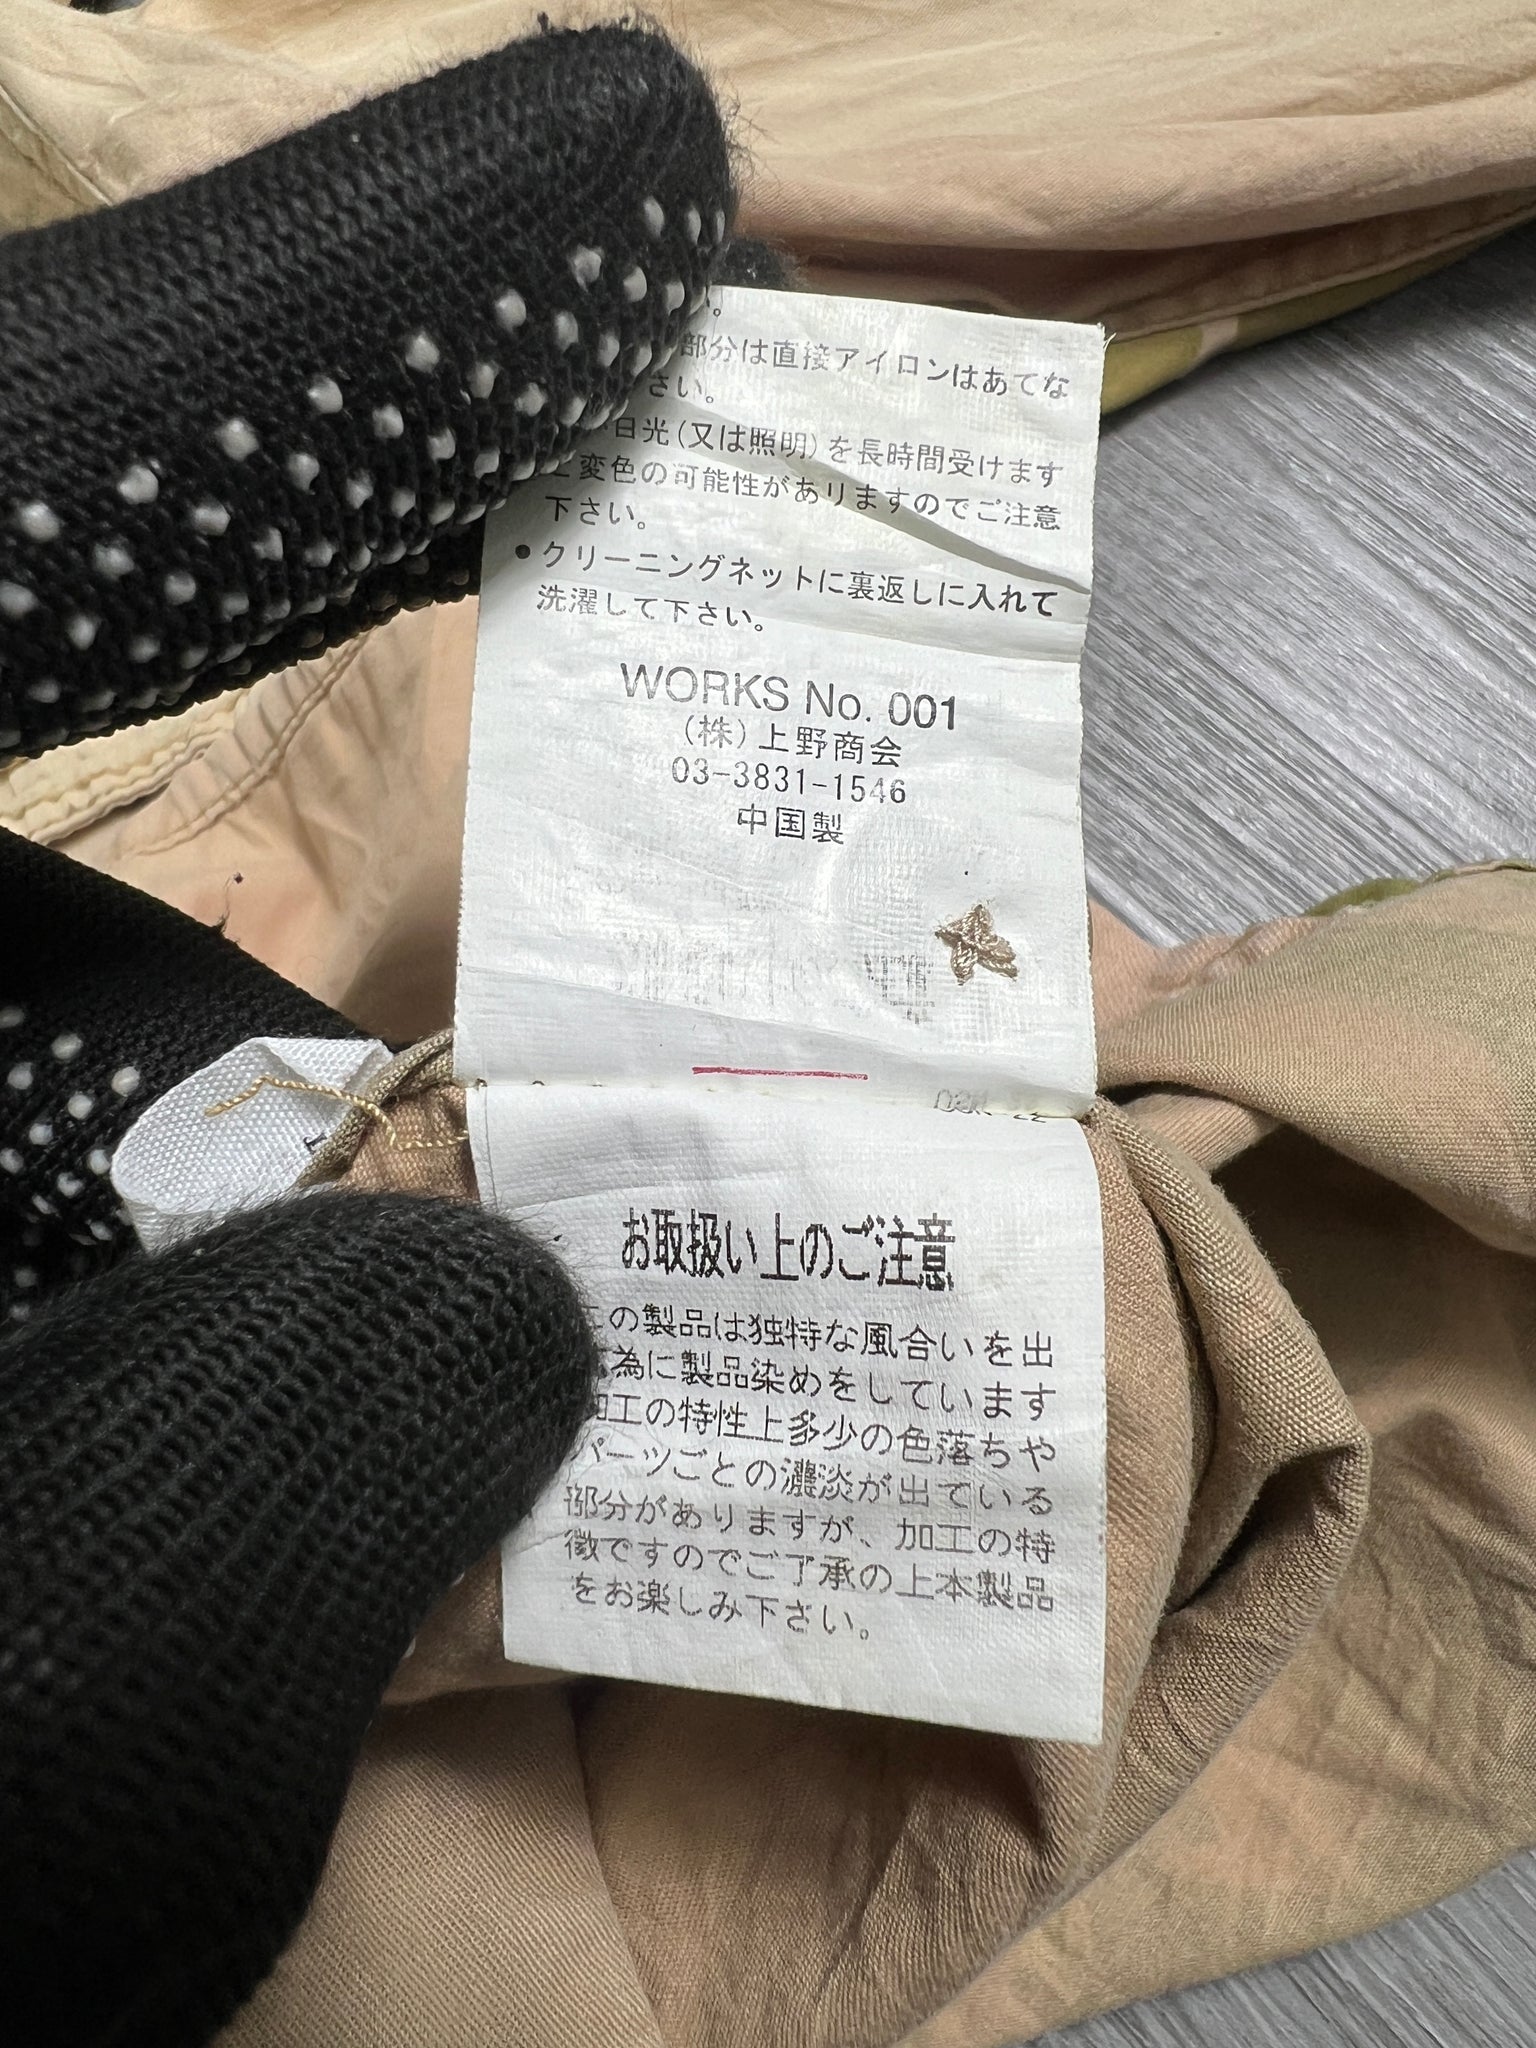 。
部分は直接アイロンはあてな
さい。
日光(又は照明)を長時間受けます
と変色の可能性がありますのでご注意
下さい。
●クリーニングネットに裏返しに入れて
洗濯して下さい。
WORKS No. 001
(株)上野商会
03-3831-1546
中国製
お取扱い上のご注意
この製品は独特な風合いを出
為に製品染めをしています
加工の特性上多少の色落ちや
パーツごとの濃淡が出ている
部分がありますが、加工の特
徴ですのでご了承の上本製品
をお楽しみ下さい。